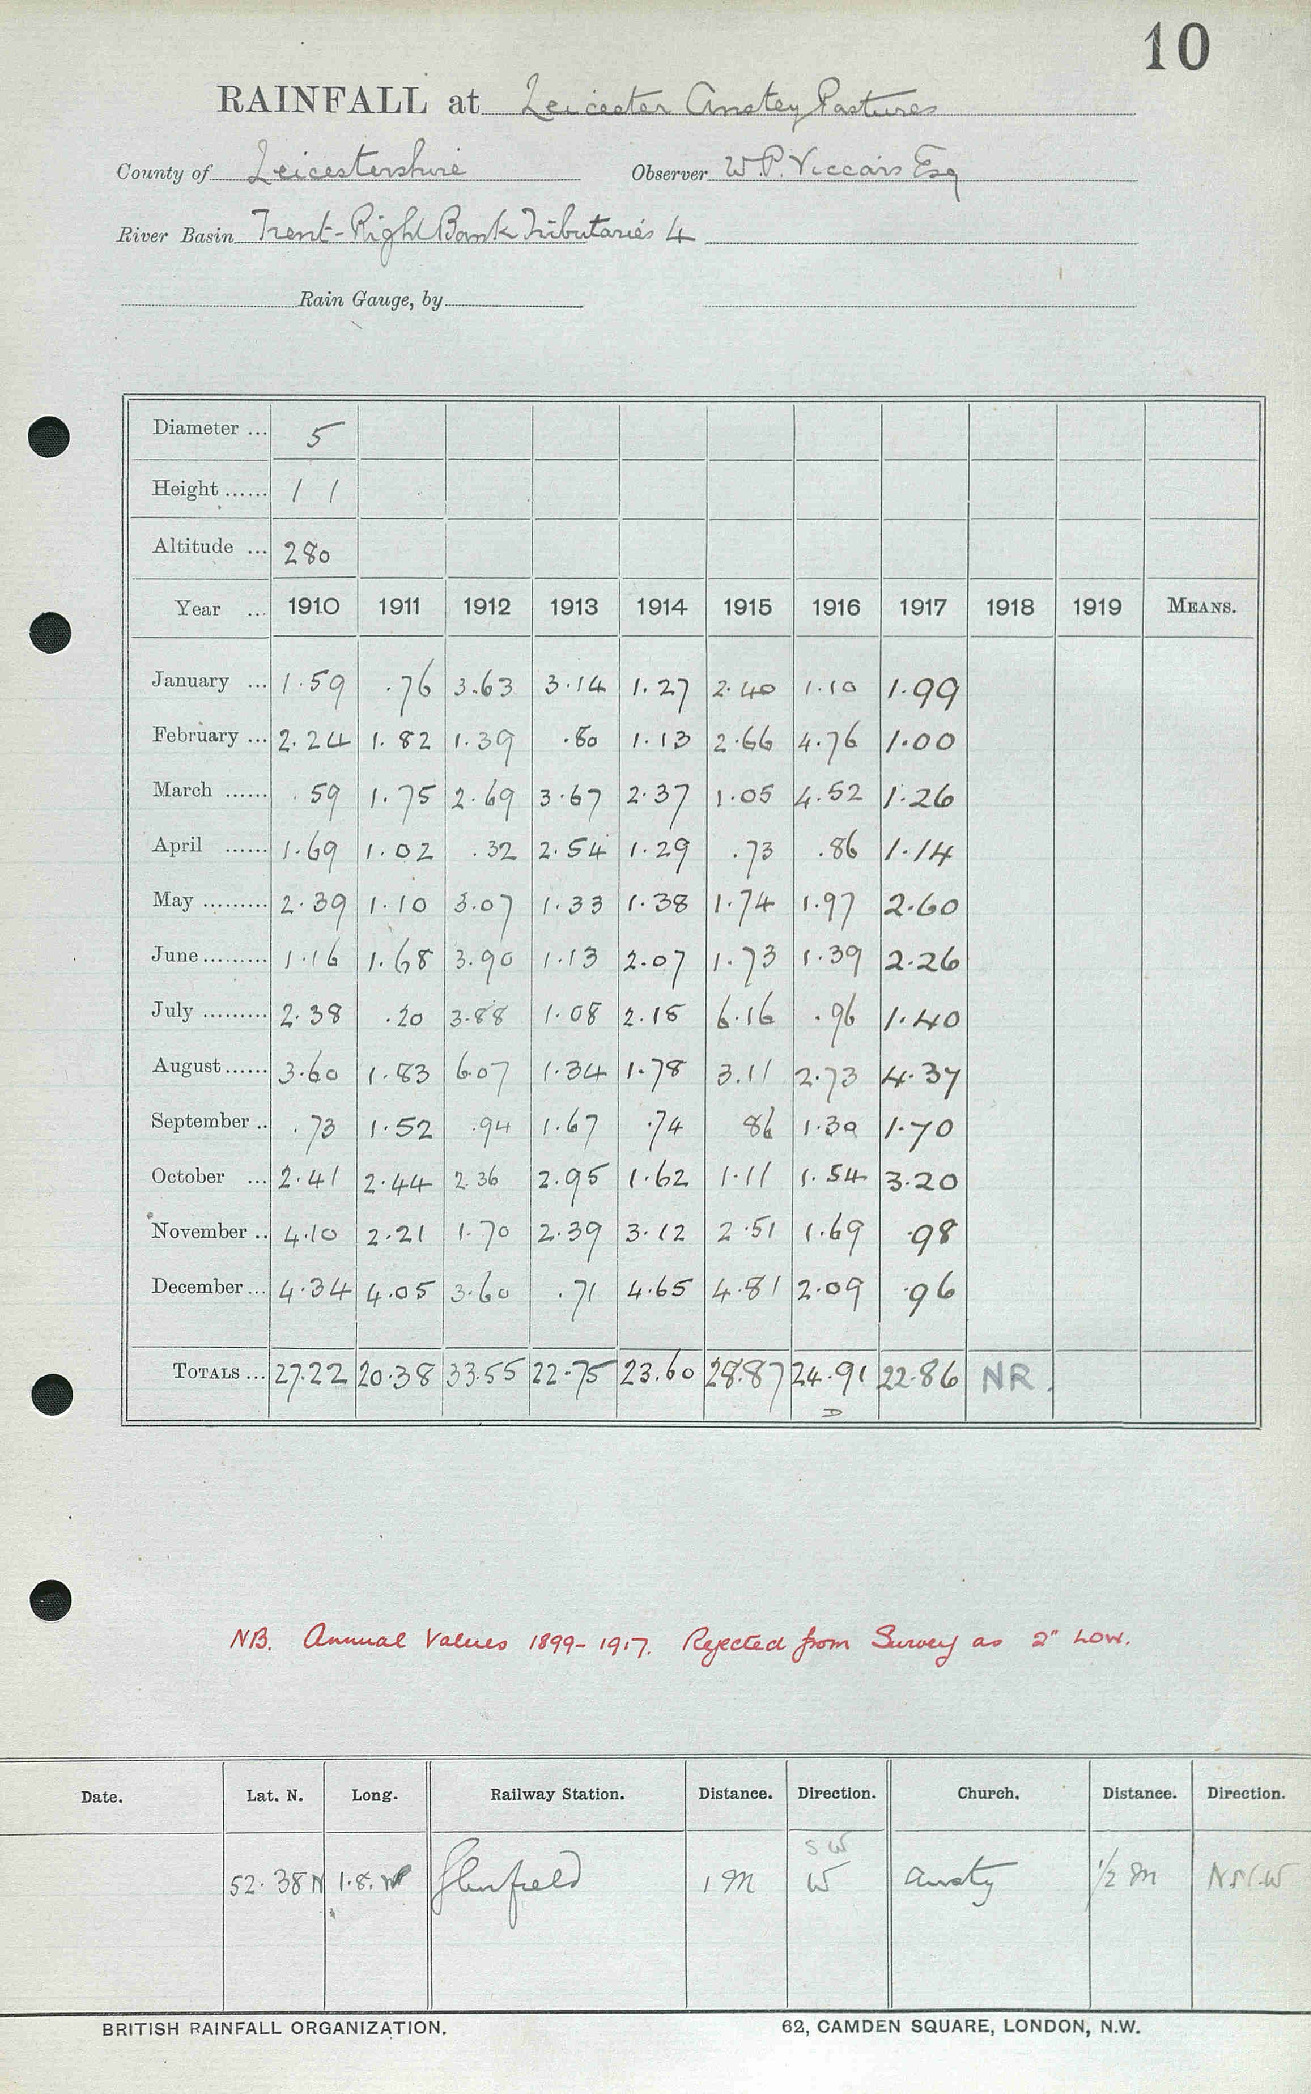 10
RAINFALL at Leicester Anstey Pastures
County of Leicestershire Observer W.P. Viccars Esq
River Basin Trent-Right Bank Tributaries 4
Rain Gauge, by
Diameter ... 5
Height ...... 1 1
Altitude ... 280
Year ... 1910 1911 1912 1913 1914 1915 1916 1917 1918 1919 MEANS.
January ... 1.59 .76 3.63 3.14 1.27 2.40 1.10 1.99
February ... 2.24 1.82 1.39 .80 1.13 2.66 4.76 1.00
March ...... .59 1.75 2.69 3.67 2.37 1.05 4.52 1.26
April ...... 1.69 1.02 .32 2.54 1.29 .73 .86 1.14
May ......... 2.39 1.10 3.07 1.33 1.38 1.74 1.97 2.60
June ......... 1.16 1.68 3.90 1.13 2.07 1.73 1.39 2.26
July ......... 2.38 .20 3.88 1.08 2.18 6.16 .96 1.40
August ...... 3.60 1.83 6.07 1.34 1.78 3.11 2.73 4.37
September .. .73 1.52 .94 1.67 .74 86 1.30 1.70
October ... 2.41 2.44 2.36 2.95 1.62 1.11 1.54 3.20
November .. 4.10 2.21 1.70 2.39 3.12 2.51 1.69 .98
December ... 4.34 4.05 3.60 .71 4.65 4.81 2.09 .96
TOTALS ... 27.22 20.38 33.55 22.75 23.60 28.87 24.91 22.86 NR.
D
NB. Annual Values 1899-1917. Rejected from Survey as 2" LOW.
Date. Lat. N. Long. Railway Station. Distance. Direction. Church. Distance. Direction.
SW
52.38N 1.8.W Glenfield 1 M W Ansty 1/2 M
BRITISH RAINFALL ORGANIZATION. 62, CAMDEN SQUARE, LONDON, N.W.